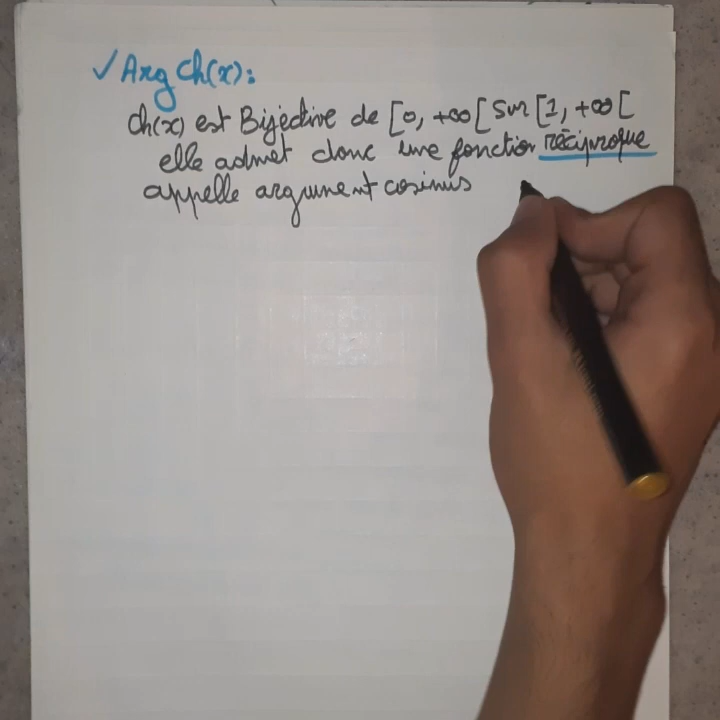 ✓ Arg Ch(x):
ch(x) est Bijective de [0, +∞[ sur [1, +∞[
elle admet donc une fonction réciproque
appelle argument cosinus